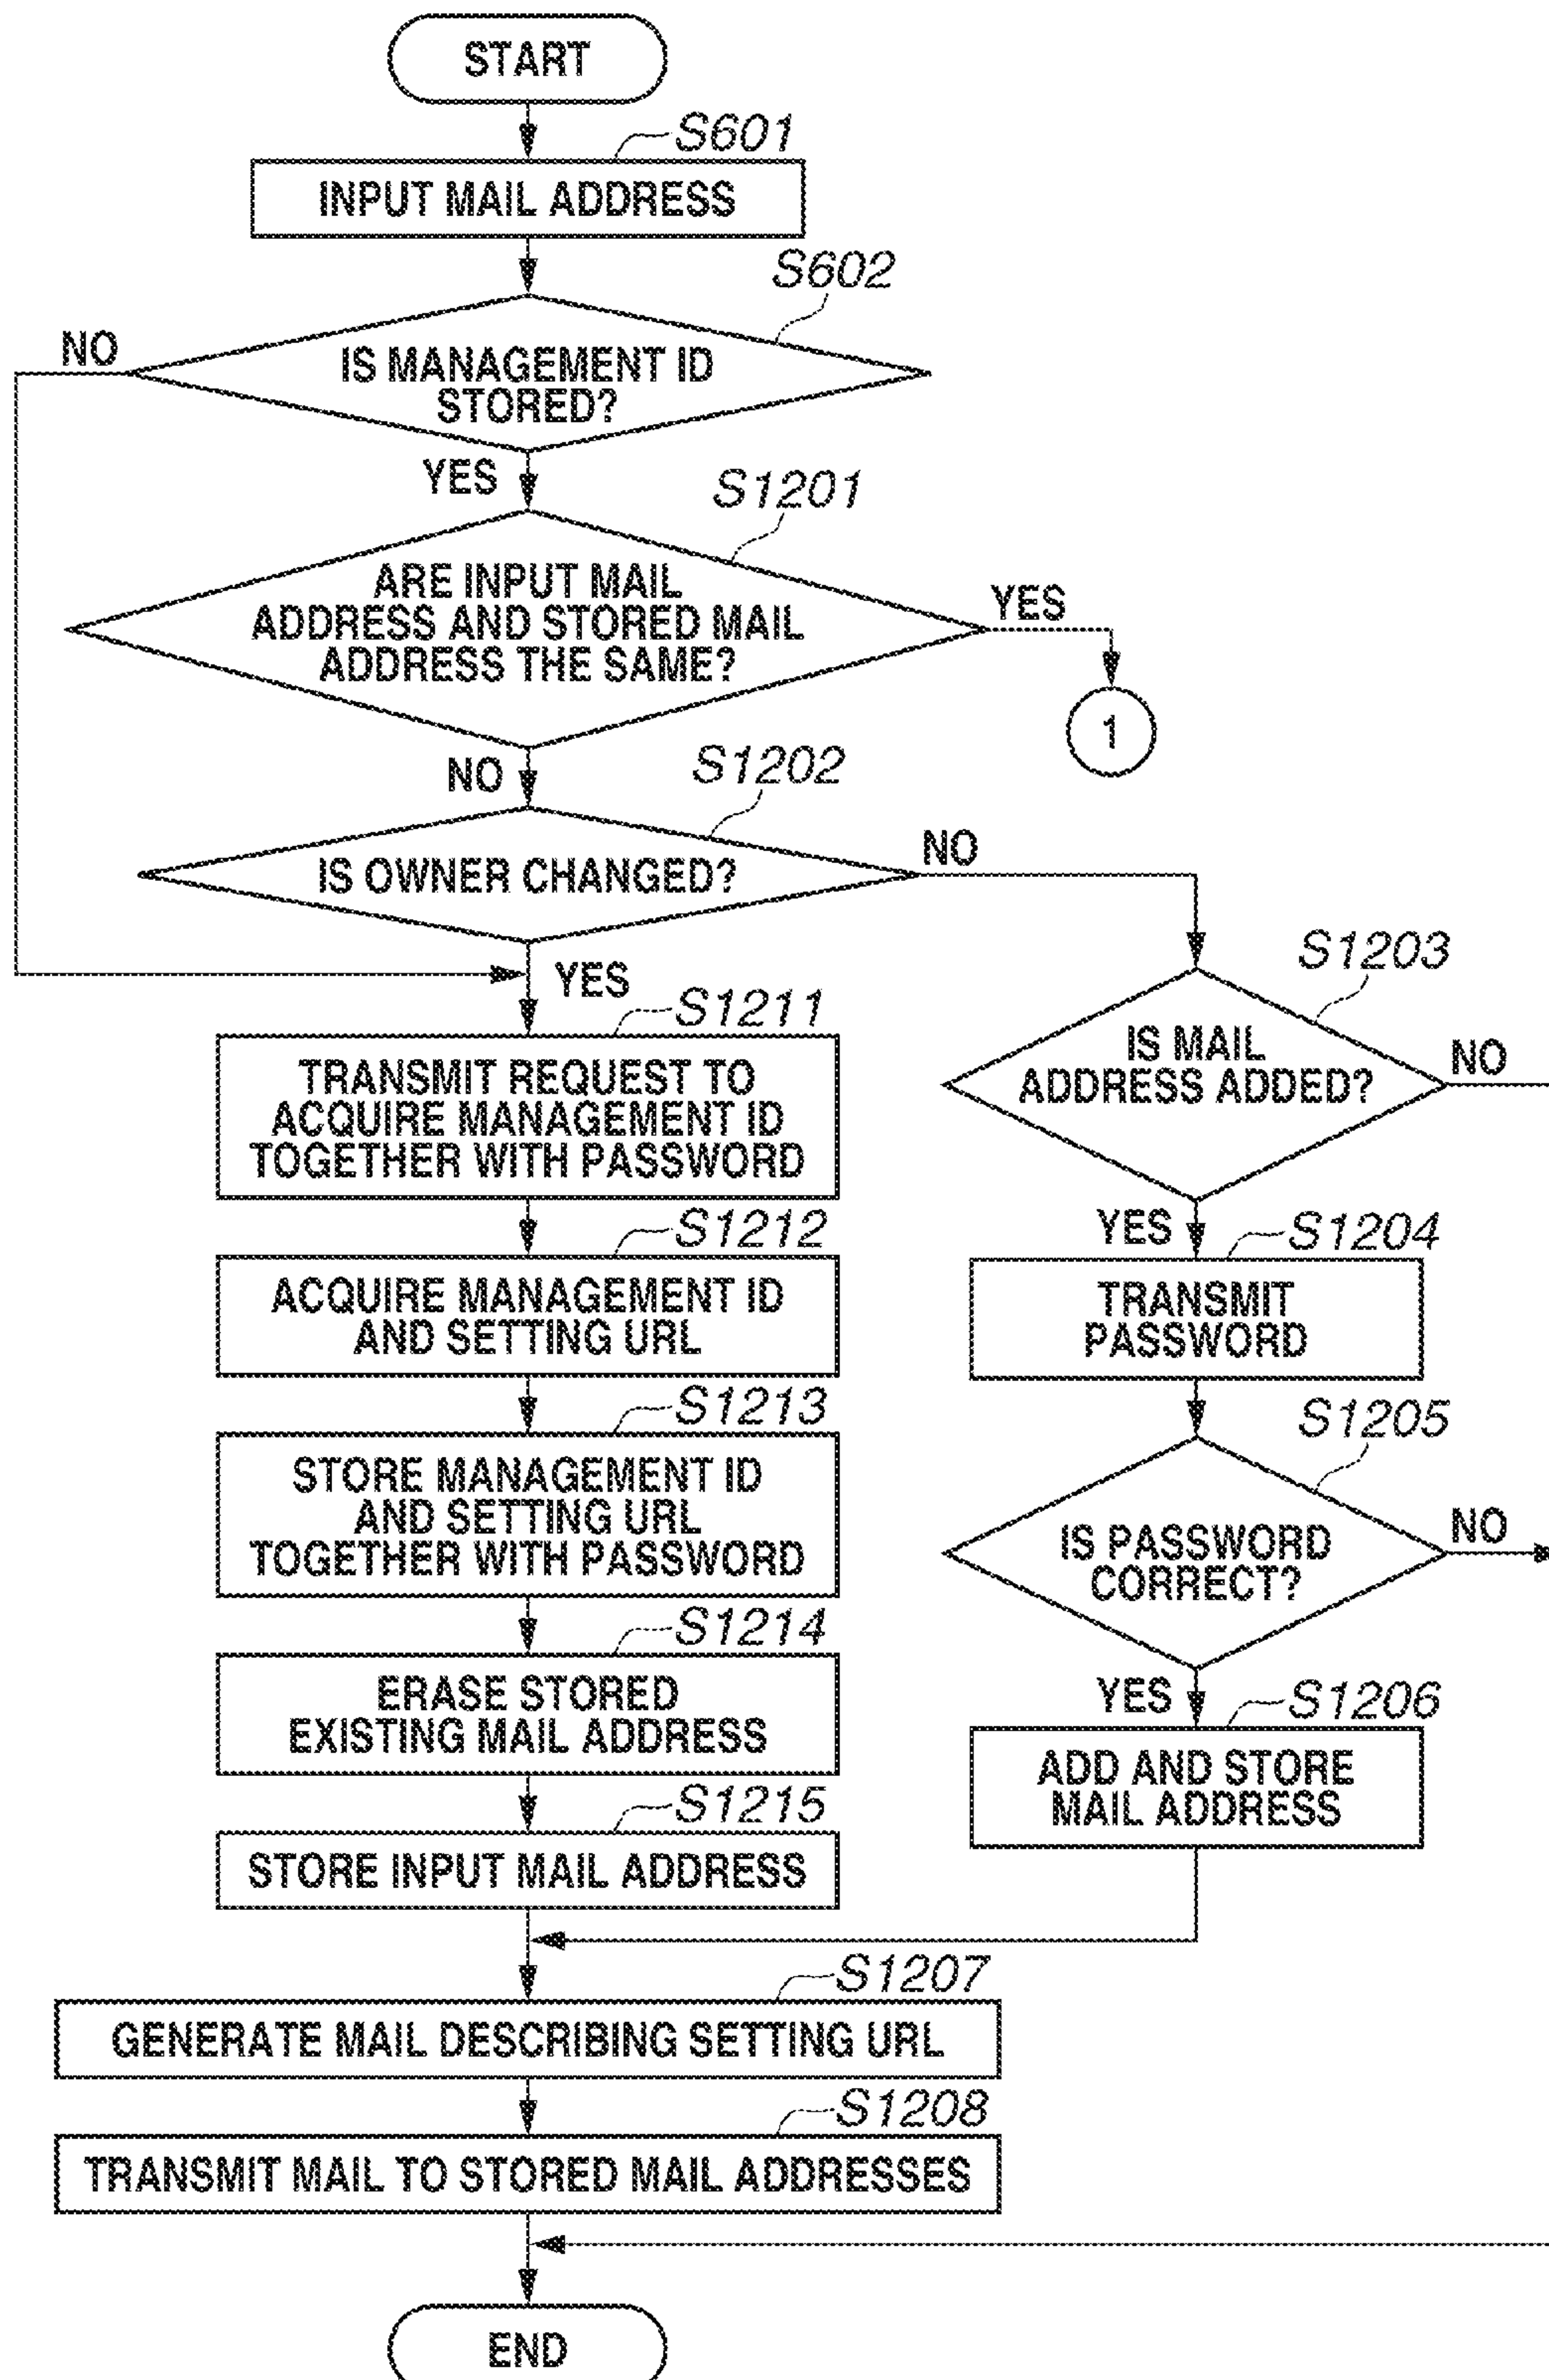 START
S601
INPUT MAIL ADDRESS
S602
NO
IS MANAGEMENT ID
STORED?
YES
S1201
ARE INPUT MAIL
ADDRESS AND STORED MAIL
ADDRESS THE SAME?
YES
1
NO
S1202
IS OWNER CHANGED?
NO
YES
S1211
TRANSMIT REQUEST TO
ACQUIRE MANAGEMENT ID
TOGETHER WITH PASSWORD
S1212
ACQUIRE MANAGEMENT ID
AND SETTING URL
S1213
STORE MANAGEMENT ID
AND SETTING URL
TOGETHER WITH PASSWORD
S1214
ERASE STORED
EXISTING MAIL ADDRESS
S1215
STORE INPUT MAIL ADDRESS
S1203
IS MAIL
ADDRESS ADDED?
NO
YES
S1204
TRANSMIT
PASSWORD
S1205
IS PASSWORD
CORRECT?
NO
YES
S1206
ADD AND STORE
MAIL ADDRESS
S1207
GENERATE MAIL DESCRIBING SETTING URL
S1208
TRANSMIT MAIL TO STORED MAIL ADDRESSES
END